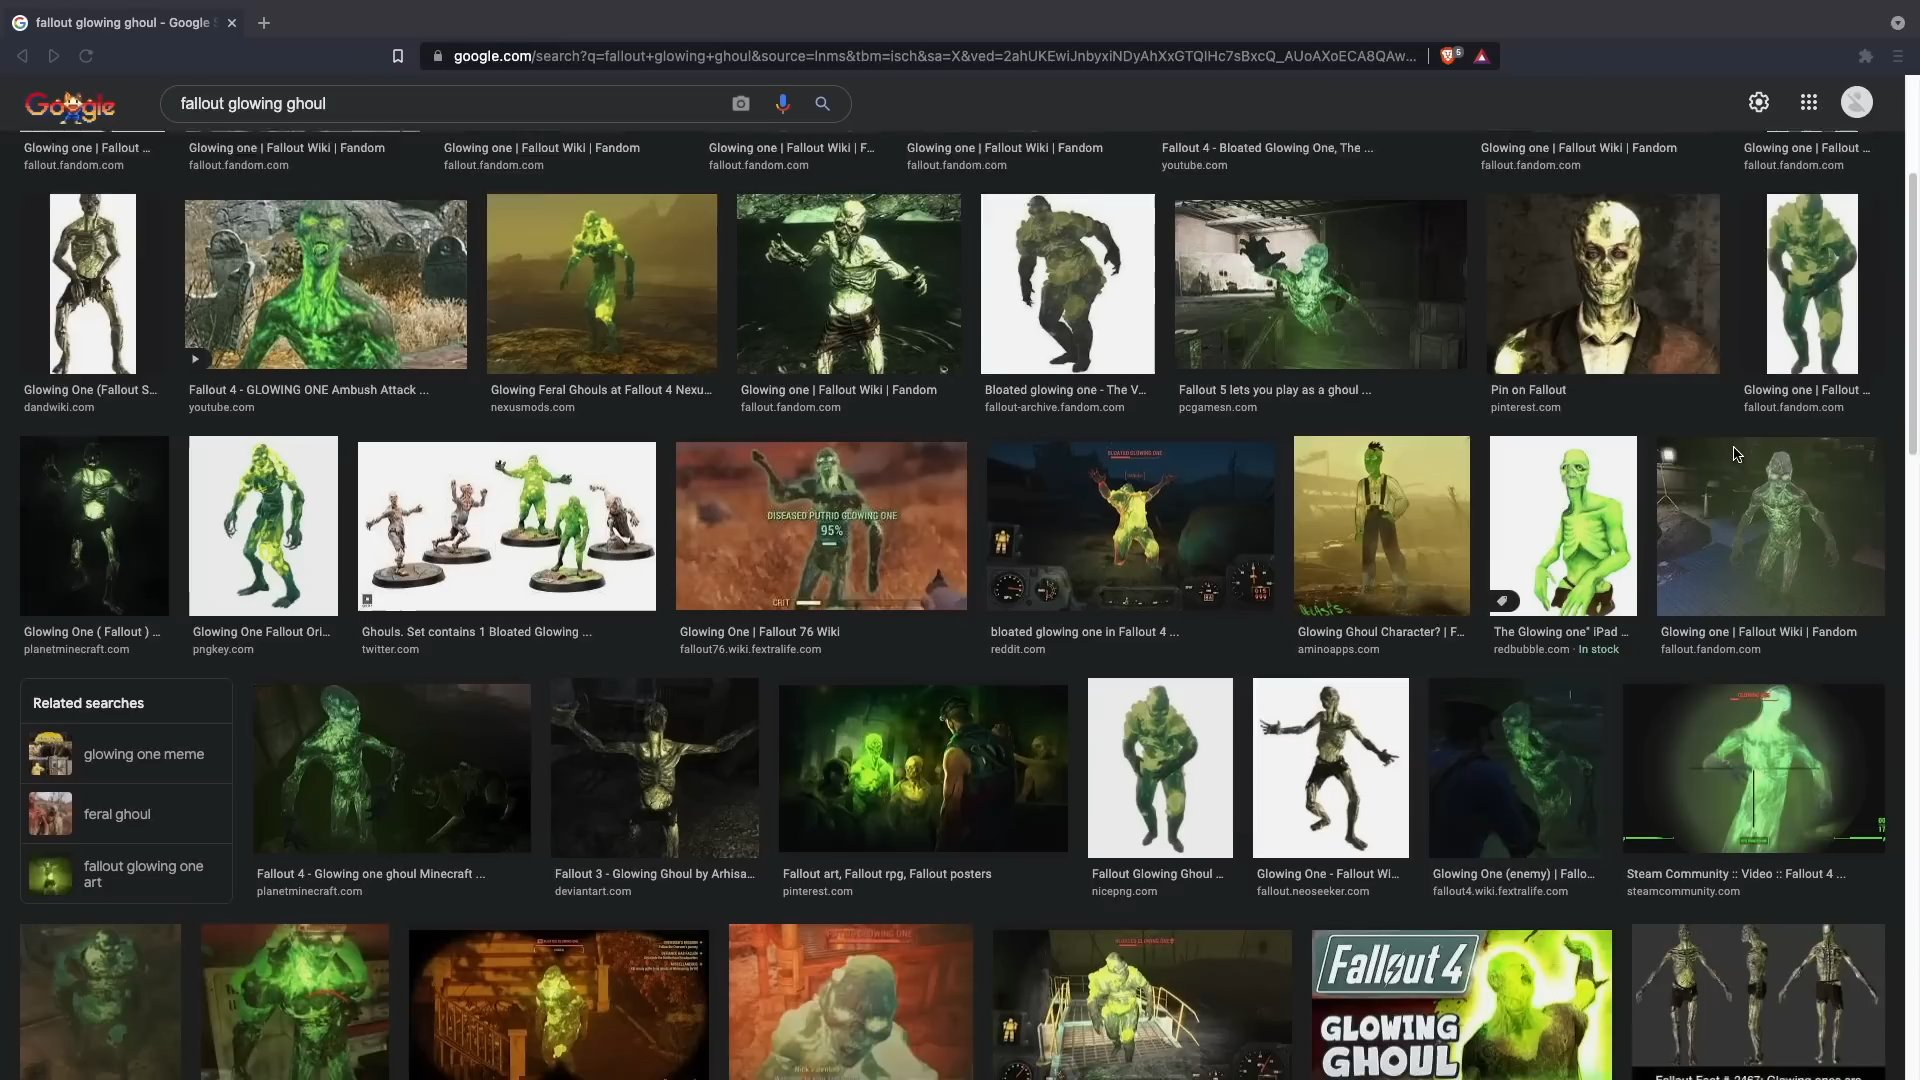 fallout glowing ghoul - Google S
google.com/search?q=fallout+glowing+ghoul&source=lnms&tbm=isch&sa=X&ved=2ahUKEwiJnbyxiNDyAhXxGTQIHc7sBxcQ_AUoAXoECA8QAw...
5
Google
fallout glowing ghoul
Glowing one | Fallout ...
fallout.fandom.com
Glowing one | Fallout Wiki | Fandom
fallout.fandom.com
Glowing one | Fallout Wiki | Fandom
fallout.fandom.com
Glowing one | Fallout Wiki | F...
fallout.fandom.com
Glowing one | Fallout Wiki | Fandom
fallout.fandom.com
Fallout 4 - Bloated Glowing One, The ...
youtube.com
Glowing one | Fallout Wiki | Fandom
fallout.fandom.com
Glowing one | Fallout ...
fallout.fandom.com
Glowing One (Fallout S...
dandwiki.com
Fallout 4 - GLOWING ONE Ambush Attack ...
youtube.com
Glowing Feral Ghouls at Fallout 4 Nexu...
nexusmods.com
Glowing one | Fallout Wiki | Fandom
fallout.fandom.com
Bloated glowing one - The V...
fallout-archive.fandom.com
Fallout 5 lets you play as a ghoul ...
pcgamesn.com
Pin on Fallout
pinterest.com
Glowing one | Fallout ...
fallout.fandom.com
DISEASED PUTRID GLOWING ONE
95%
CRIT
BLOATED GLOWING ONE
Glowing One ( Fallout ) ...
planetminecraft.com
Glowing One Fallout Ori...
pngkey.com
Ghouls. Set contains 1 Bloated Glowing ...
twitter.com
Glowing One | Fallout 76 Wiki
fallout76.wiki.fextralife.com
bloated glowing one in Fallout 4 ...
reddit.com
Glowing Ghoul Character? | F...
aminoapps.com
The Glowing one" iPad ...
redbubble.com · In stock
Glowing one | Fallout Wiki | Fandom
fallout.fandom.com
Related searches
glowing one meme
feral ghoul
fallout glowing one
art
Fallout 4 - Glowing one ghoul Minecraft ...
planetminecraft.com
Fallout 3 - Glowing Ghoul by Arhisa...
deviantart.com
Fallout art, Fallout rpg, Fallout posters
pinterest.com
Fallout Glowing Ghoul ...
nicepng.com
Glowing One - Fallout Wi...
fallout.neoseeker.com
Glowing One (enemy) | Fallo...
fallout4.wiki.fextralife.com
Steam Community :: Video :: Fallout 4 ...
steamcommunity.com
Fallout 4
GLOWING
GHOUL